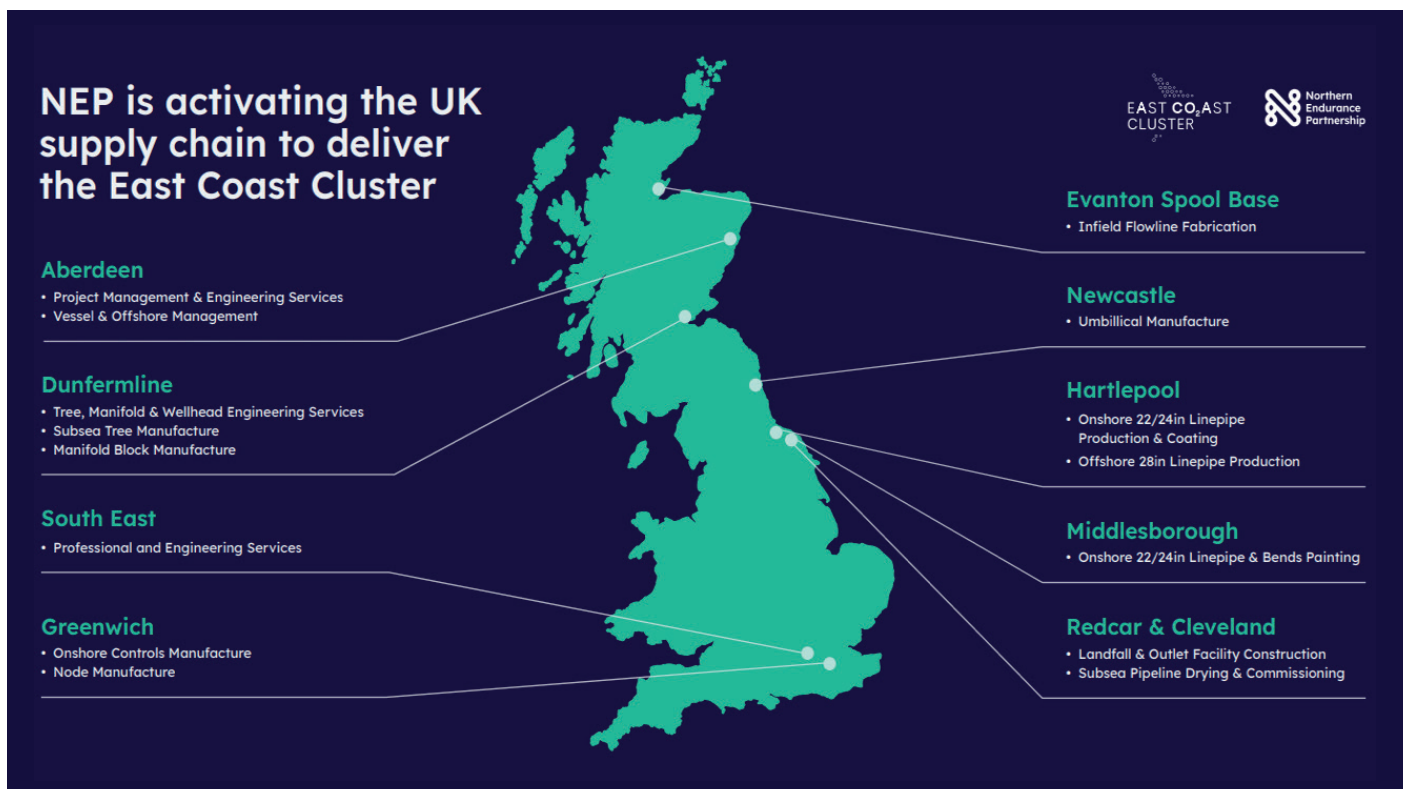 NEP is activating the UK
supply chain to deliver
the East Coast Cluster
EAST CO₂AST
CLUSTER
Northern
Endurance
Partnership
Aberdeen
• Project Management & Engineering Services
• Vessel & Offshore Management
Dunfermline
• Tree, Manifold & Wellhead Engineering Services
• Subsea Tree Manufacture
• Manifold Block Manufacture
South East
• Professional and Engineering Services
Greenwich
• Onshore Controls Manufacture
• Node Manufacture
Evanton Spool Base
• Infield Flowline Fabrication
Newcastle
• Umbillical Manufacture
Hartlepool
• Onshore 22/24in Linepipe
Production & Coating
• Offshore 28in Linepipe Production
Middlesborough
• Onshore 22/24in Linepipe & Bends Painting
Redcar & Cleveland
• Landfall & Outlet Facility Construction
• Subsea Pipeline Drying & Commissioning